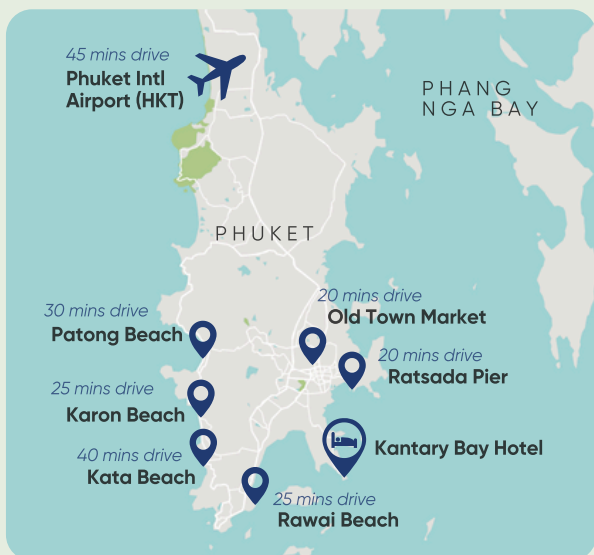 45 mins drive
Phuket Intl
Airport (HKT)
PHANG
NGA BAY
PHUKET
20 mins drive
Old Town Market
30 mins drive
Patong Beach
20 mins drive
Ratsada Pier
25 mins drive
Karon Beach
Kantary Bay Hotel
40 mins drive
Kata Beach
25 mins drive
Rawai Beach